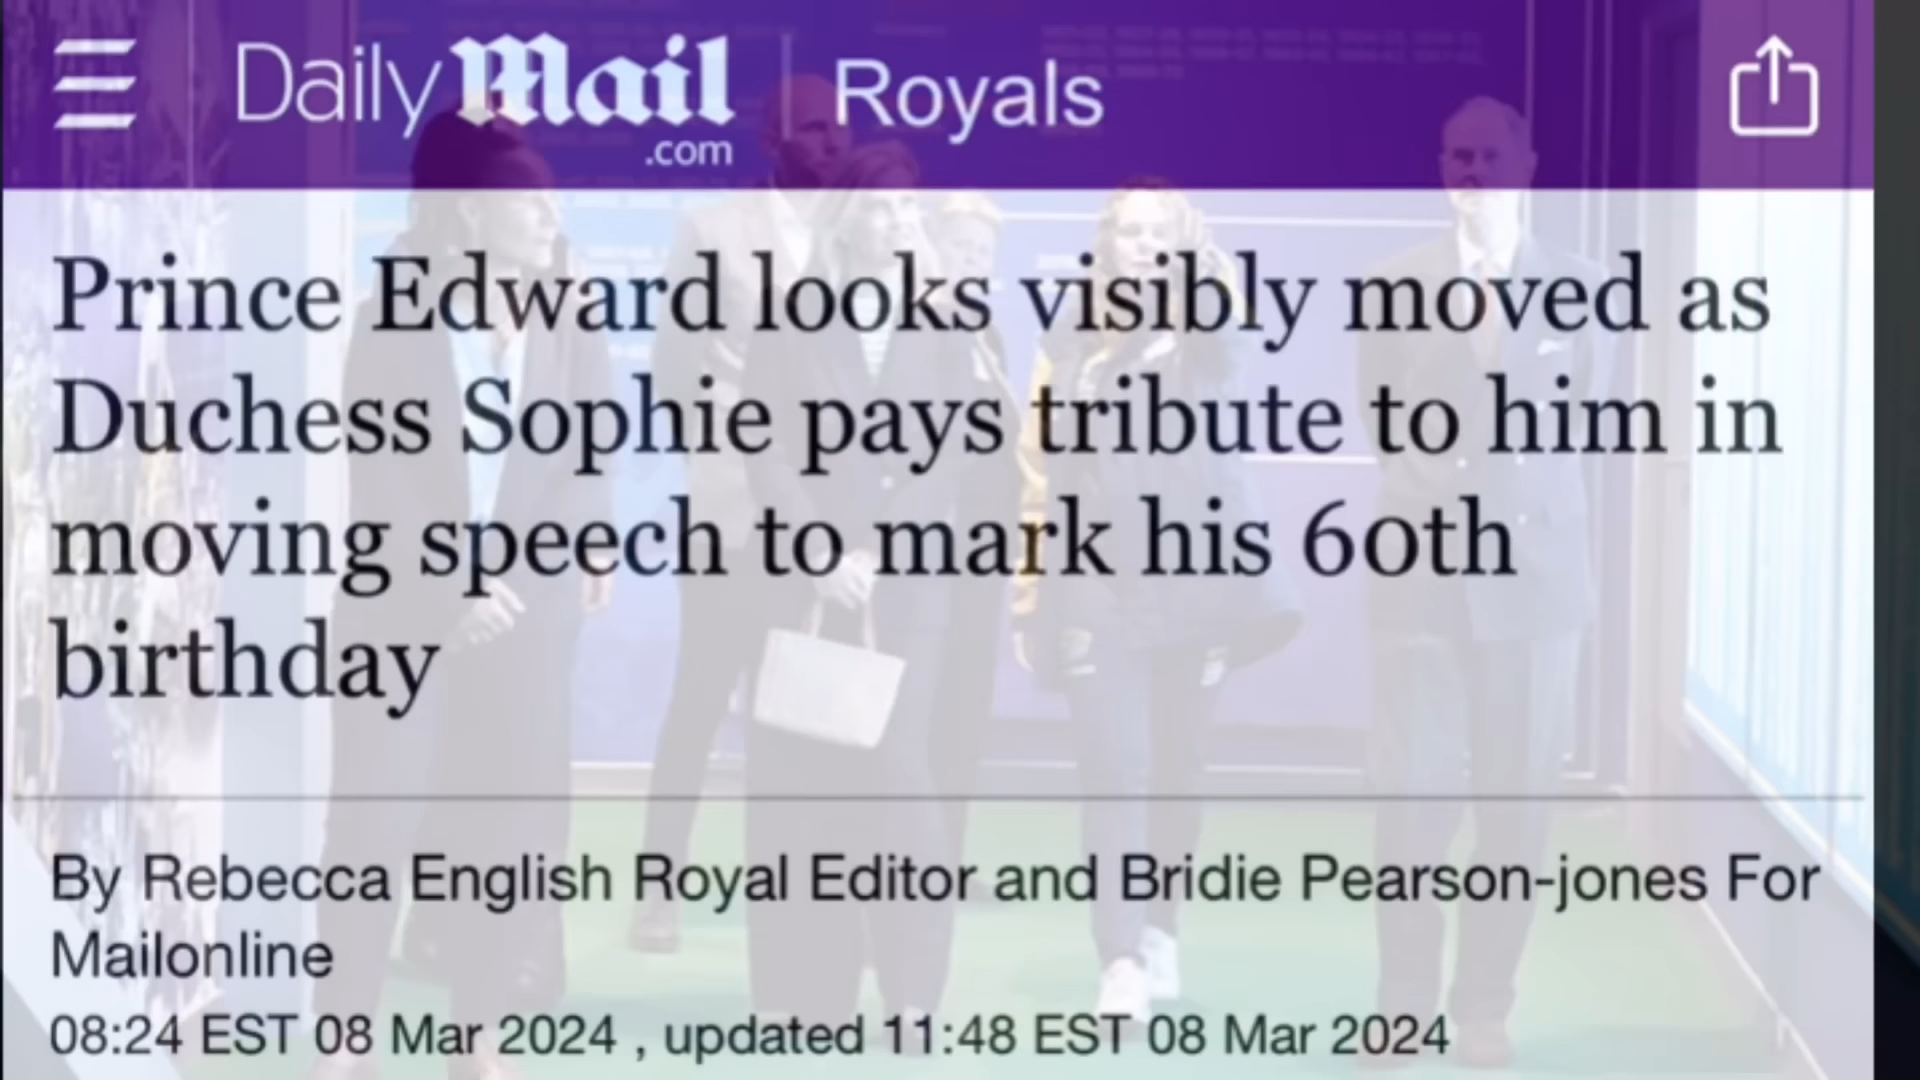 Daily Mail .com | Royals
Prince Edward looks visibly moved as
Duchess Sophie pays tribute to him in
moving speech to mark his 60th
birthday
By Rebecca English Royal Editor and Bridie Pearson-jones For
Mailonline
08:24 EST 08 Mar 2024 , updated 11:48 EST 08 Mar 2024